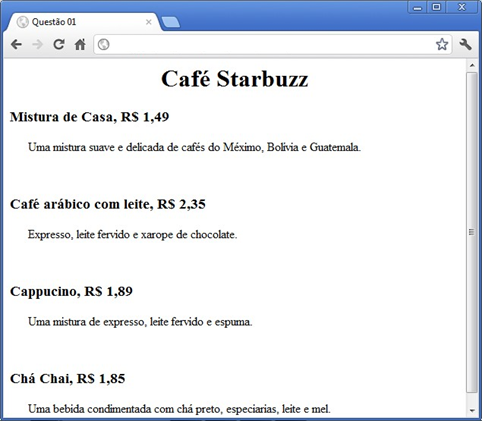 Questão 01
Café Starbuzz
Mistura de Casa, R$ 1,49
Uma mistura suave e delicada de cafés do Méximo, Bolivia e Guatemala.
Café arábico com leite, R$ 2,35
Expresso, leite fervido e xarope de chocolate.
Cappucino, R$ 1,89
Uma mistura de expresso, leite fervido e espuma.
Chá Chai, R$ 1,85
Uma bebida condimentada com chá preto, especiarias, leite e mel.